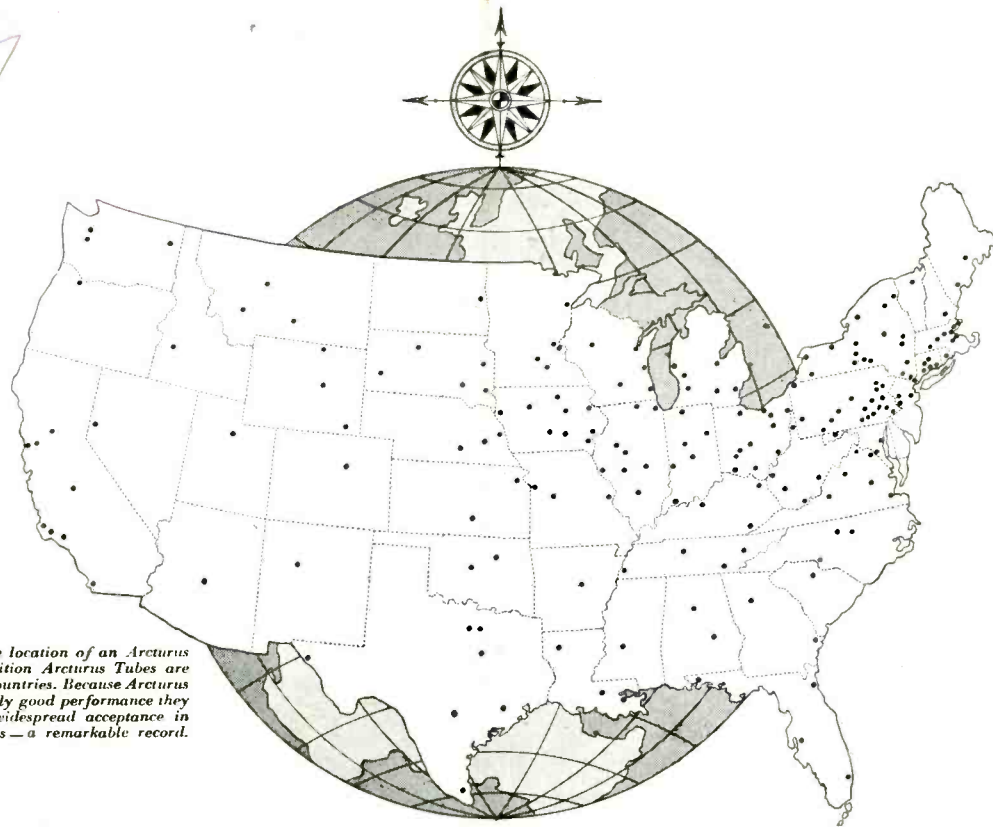 e location of an Arcturus
ition Arcturus Tubes are
ountries. Because Arcturus
ly good performance they
videspread acceptance in
s — a remarkable record.